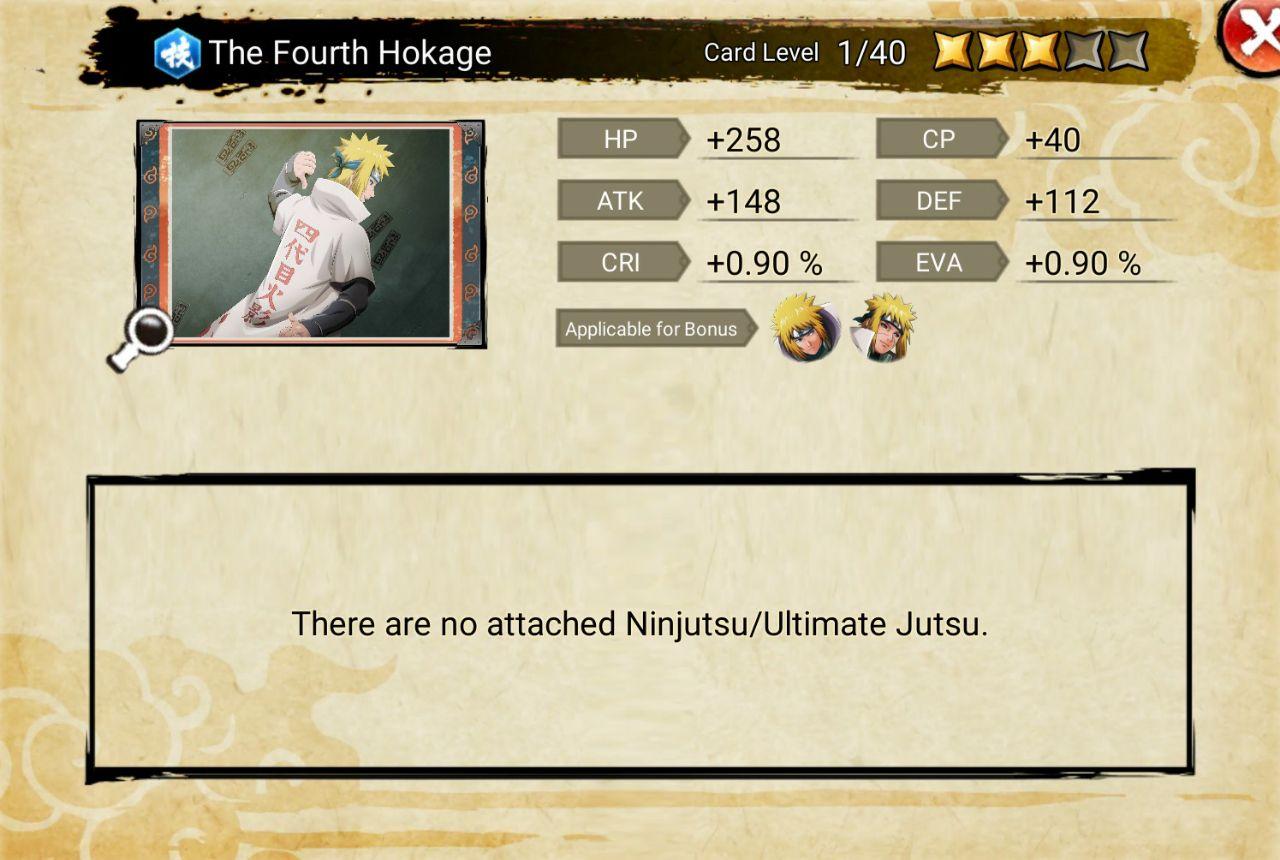 扶 The Fourth Hokage Card Level 1/40
HP +258 CP +40
ATK +148 DEF +112
CRI +0.90 % EVA +0.90 %
四代目火影
Applicable for Bonus
There are no attached Ninjutsu/Ultimate Jutsu.